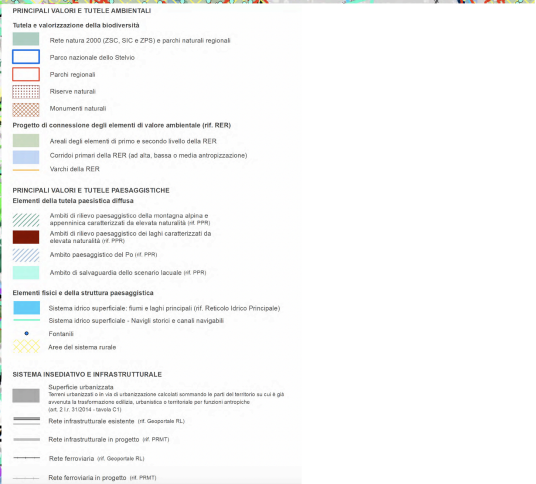 PRINCIPALI VALORI E TUTELE AMBIENTALI
Tutela e valorizzazione della biodiversità
Rete natura 2000 (ZSC, SIC e ZPS) e parchi naturali regionali
Parco nazionale dello Stelvio
Parchi regionali
Riserve naturali
Monumenti naturali
Progetto di connessione degli elementi di valore ambientale (rif. RER)
Areali degli elementi di primo e secondo livello della RER
Corridoi primari della RER (ad alta, bassa o media antropizzazione)
Varchi della RER
PRINCIPALI VALORI E TUTELE PAESAGGISTICHE
Elementi della tutela paesistica diffusa
Ambiti di rilievo paesaggistico della montagna alpina e
appenninica caratterizzati da elevata naturalità (rif. PPR)
Ambiti di rilievo paesaggistico dei laghi caratterizzati da
elevata naturalità (rif. PPR)
Ambito paesaggistico del Po (rif. PPR)
Ambito di salvaguardia dello scenario lacuale (rif. PPR)
Elementi fisici e della struttura paesaggistica
Sistema idrico superficiale: fiumi e laghi principali (rif. Reticolo Idrico Principale)
Sistema idrico superficiale - Navigli storici e canali navigabili
Fontanili
Aree del sistema rurale
SISTEMA INSEDIATIVO E INFRASTRUTTURALE
Superficie urbanizzata
Terreni urbanizzati o in via di urbanizzazione calcolati sommando le parti del territorio su cui è già
avvenuta la trasformazione edilizia, urbanistica o territoriale per funzioni antropiche
(art. 2 l.r. 31/2014 - tavola C1)
Rete infrastrutturale esistente (rif. Geoportale RL)
Rete infrastrutturale in progetto (rif. PRMT)
Rete ferroviaria (rif. Geoportale RL)
Rete ferroviaria in progetto (rif. PRMT)